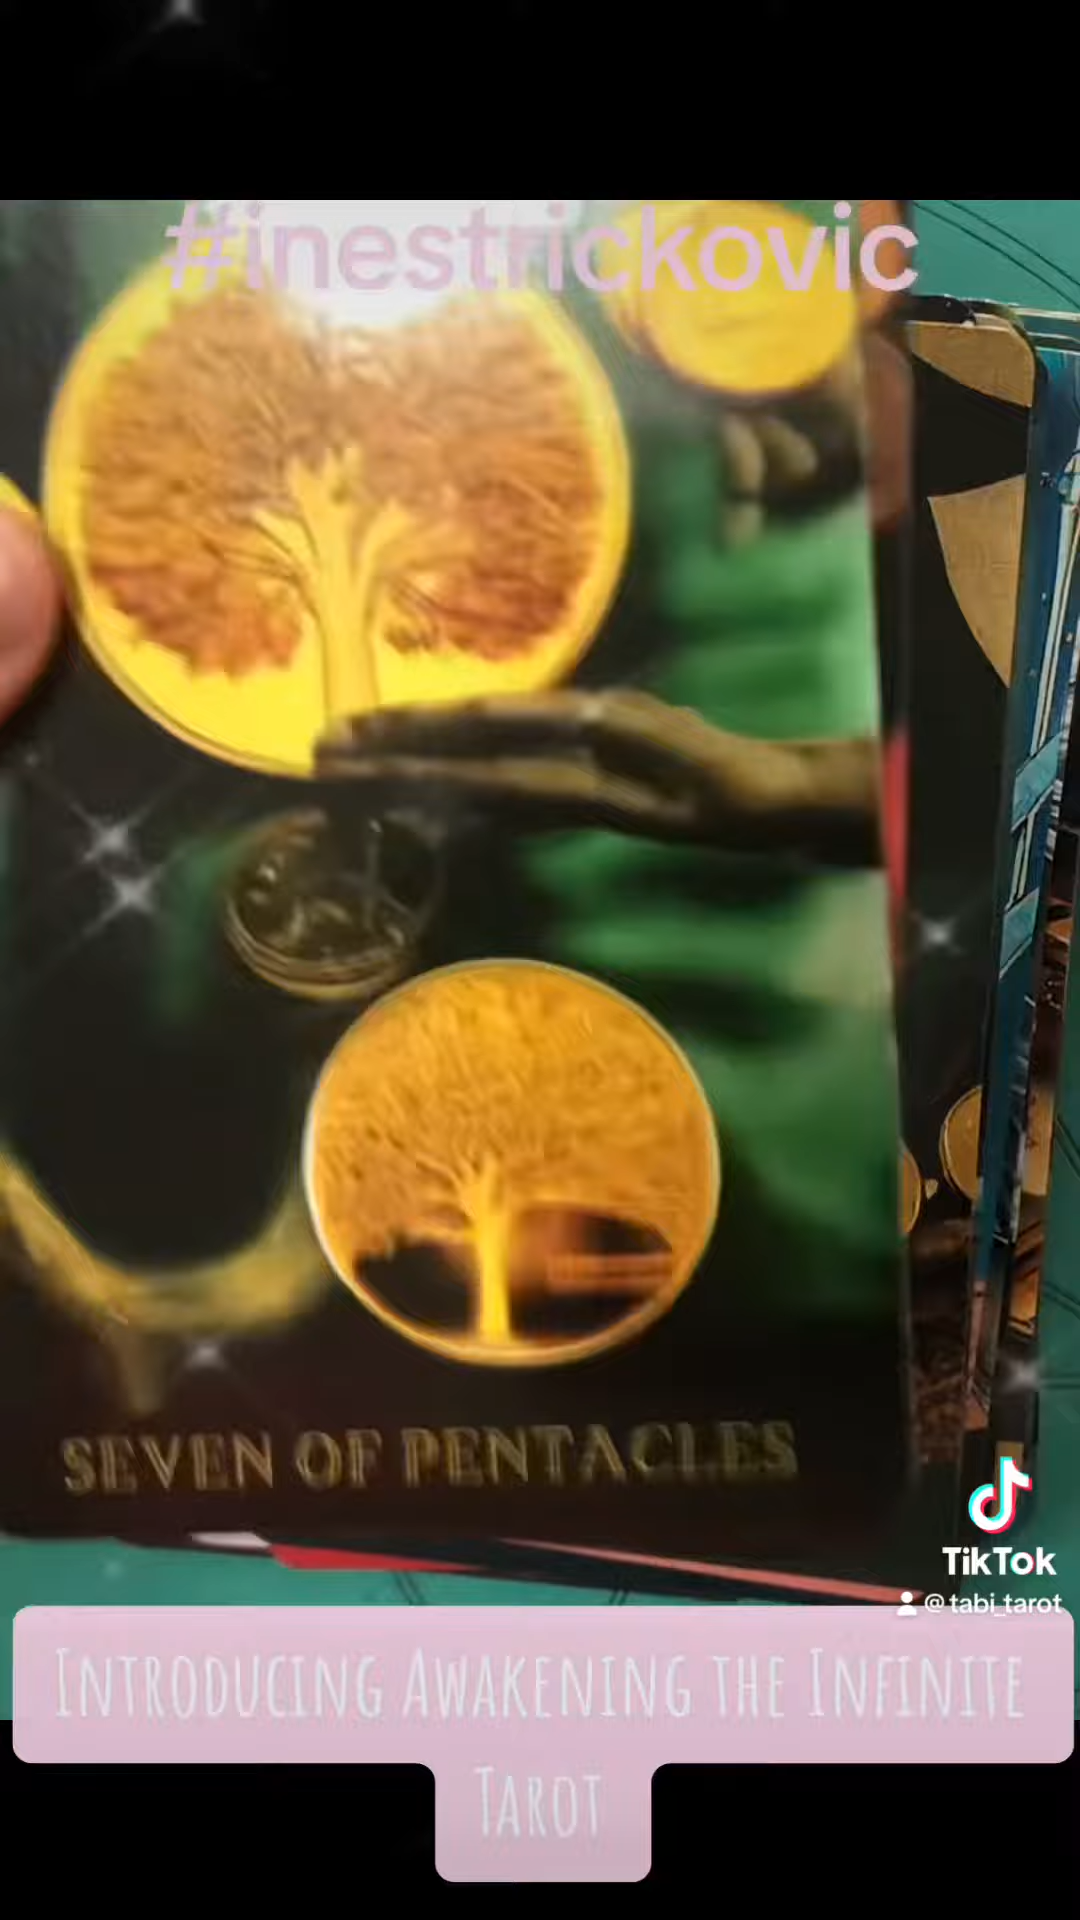 #inestrickovic
SEVEN OF PENTACLES
TikTok
@tabi_tarot
INTRODUCING AWAKENING THE INFINITE
TAROT